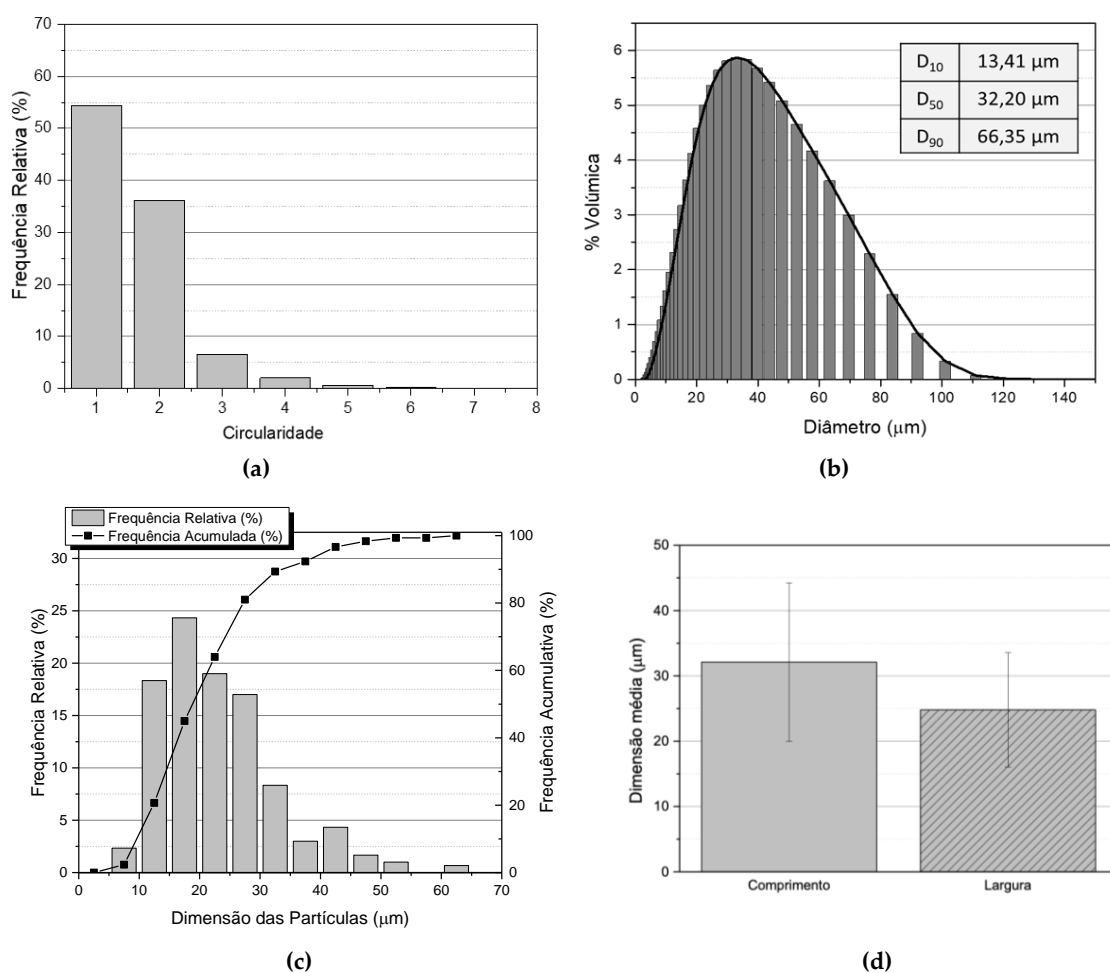 70
60
50
40
30
20
10
0
Frequência Relativa (%)
1 2 3 4 5 6 7 8
Circularidade
(a)
6
5
4
3
2
1
0
% Volúmica
D10 13,41 μm
D50 32,20 μm
D90 66,35 μm
0 20 40 60 80 100 120 140
Diâmetro (μm)
(b)
Frequência Relativa (%)
Frequência Acumulada (%)
30
25
20
15
10
5
0
Frequência Relativa (%)
100
80
60
40
20
0
Frequência Acumulativa (%)
0 10 20 30 40 50 60 70
Dimensão das Partículas (μm)
(c)
50
40
30
20
10
0
Dimensão média (μm)
Comprimento Largura
(d)